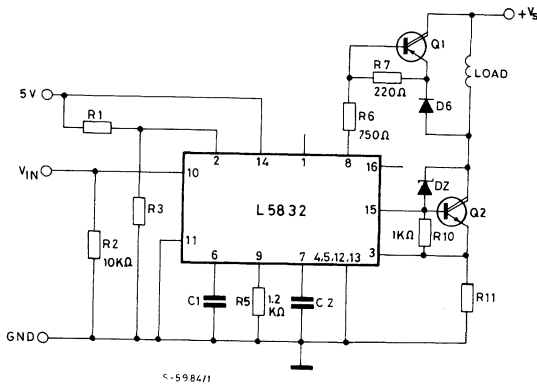 +Vs
Q1
R7
220Ω
LOAD
5V
D6
R1
R6
750Ω
2
14
1
8
16
VIN
10
DZ
L5832
15
Q2
R3
1KΩ
R10
R2
10KΩ
11
3
6
9
7
4,5,12,13
C1
R5
1.2
KΩ
C2
R11
GND
S-5984/1